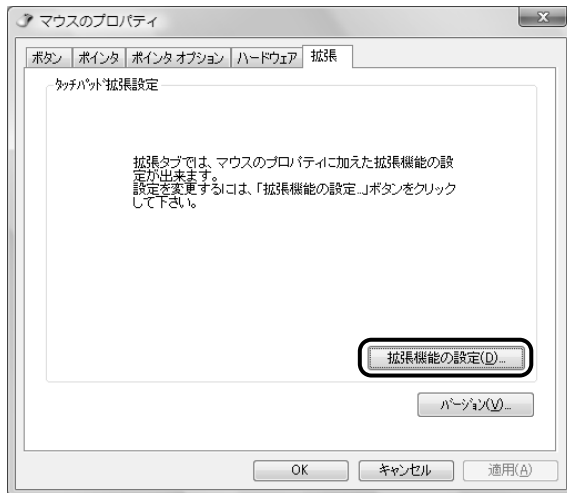 マウスのプロパティ
ボタン ポインタ ポインタ オプション ハードウェア 拡張
ﾀｯﾁﾊﾟｯﾄﾞ拡張設定
拡張タブでは、マウスのプロパティに加えた拡張機能の設
定が出来ます。
設定を変更するには、「拡張機能の設定...」ボタンをクリック
して下さい。
拡張機能の設定(D)...
ﾊﾞｰｼﾞｮﾝ(V)...
OK キャンセル 適用(A)